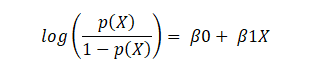 log(p(X)/(1 − p(X))) = β0 + β1X